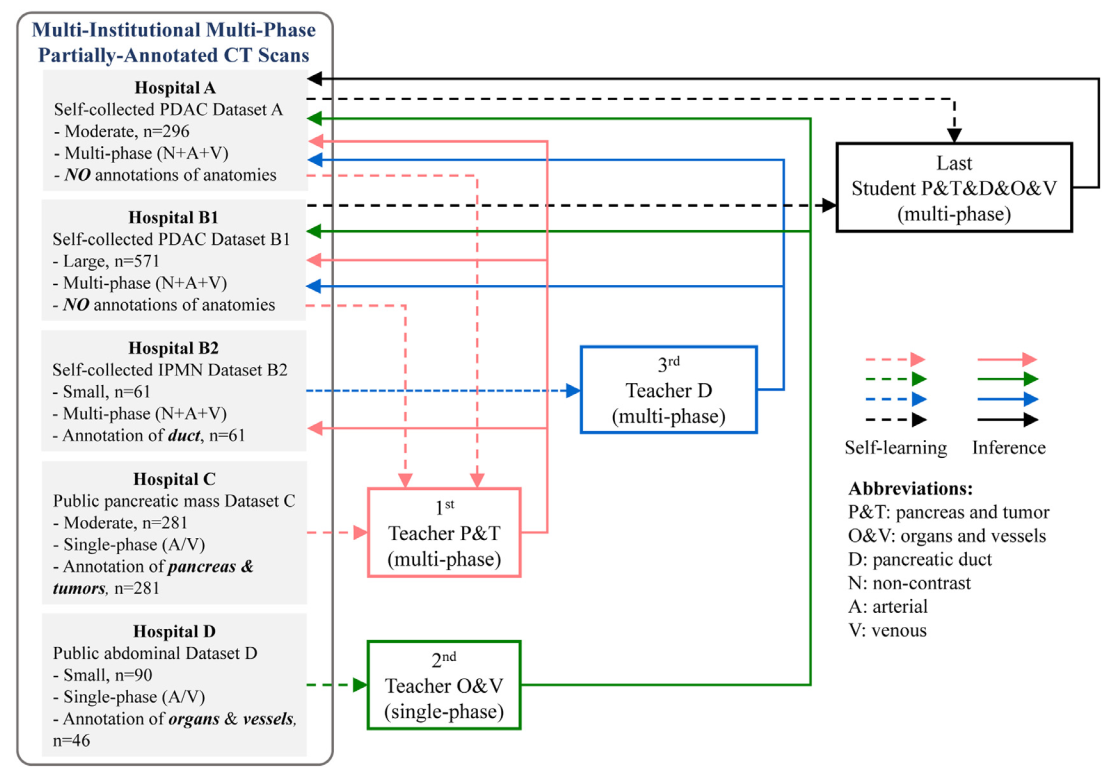 Multi-Institutional Multi-Phase
Partially-Annotated CT Scans
Hospital A
Self-collected PDAC Dataset A
- Moderate, n=296
- Multi-phase (N+A+V)
- NO annotations of anatomies
Hospital B1
Self-collected PDAC Dataset B1
- Large, n=571
- Multi-phase (N+A+V)
- NO annotations of anatomies
Hospital B2
Self-collected IPMN Dataset B2
- Small, n=61
- Multi-phase (N+A+V)
- Annotation of duct, n=61
Hospital C
Public pancreatic mass Dataset C
- Moderate, n=281
- Single-phase (A/V)
- Annotation of pancreas &
tumors, n=281
Hospital D
Public abdominal Dataset D
- Small, n=90
- Single-phase (A/V)
- Annotation of organs & vessels,
n=46
1st
Teacher P&T
(multi-phase)
2nd
Teacher O&V
(single-phase)
3rd
Teacher D
(multi-phase)
Last
Student P&T&D&O&V
(multi-phase)
Self-learning
Inference
Abbreviations:
P&T: pancreas and tumor
O&V: organs and vessels
D: pancreatic duct
N: non-contrast
A: arterial
V: venous